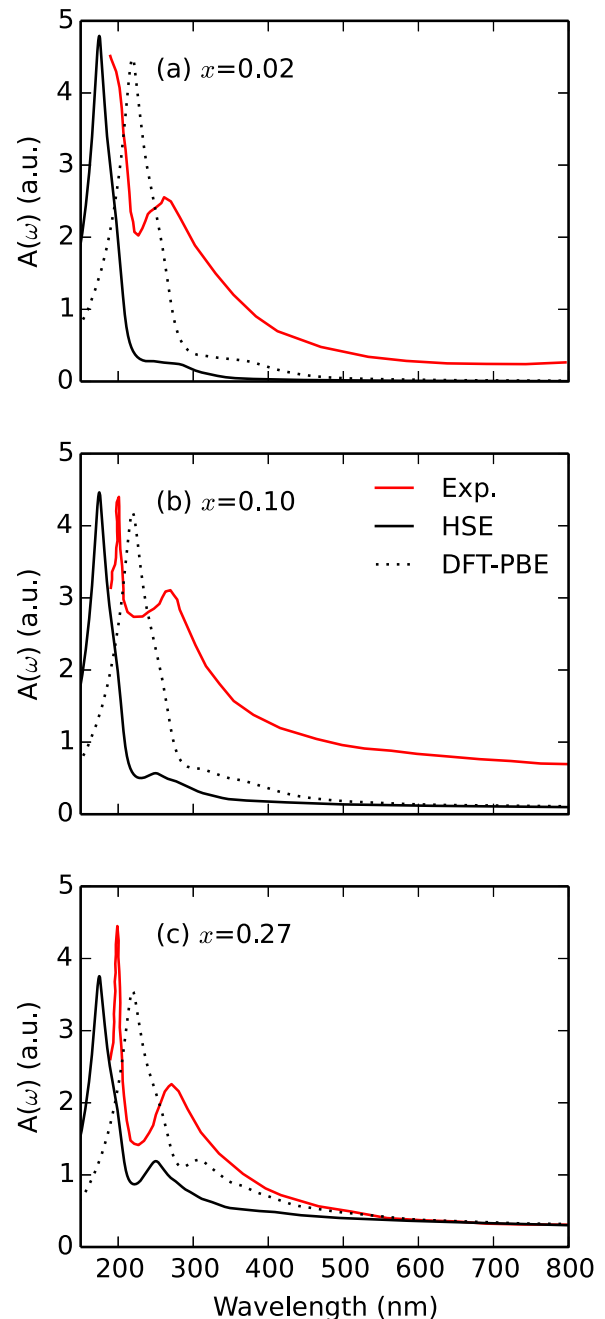 5
4
3
2
1
0
A(ω) (a.u.)
(a) x=0.02
5
4
3
2
1
0
A(ω) (a.u.)
(b) x=0.10
Exp.
HSE
DFT-PBE
5
4
3
2
1
0
A(ω) (a.u.)
(c) x=0.27
200 300 400 500 600 700 800
Wavelength (nm)